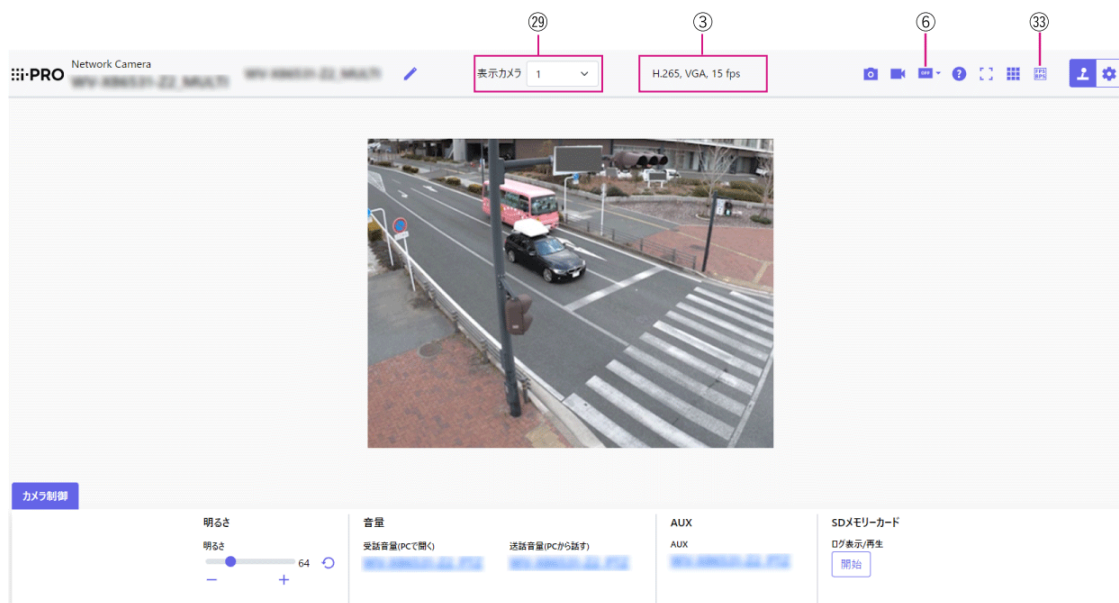 ㉙ ③ ⑥ ㉝
i-PRO
Network Camera
表示カメラ 1
H.265, VGA, 15 fps
OFF
FPS
BPS
カメラ制御
明るさ
明るさ
64
音量
受話音量(PCで聞く) 送話音量(PCから話す)
AUX
AUX
SDメモリーカード
ログ表示/再生
開始